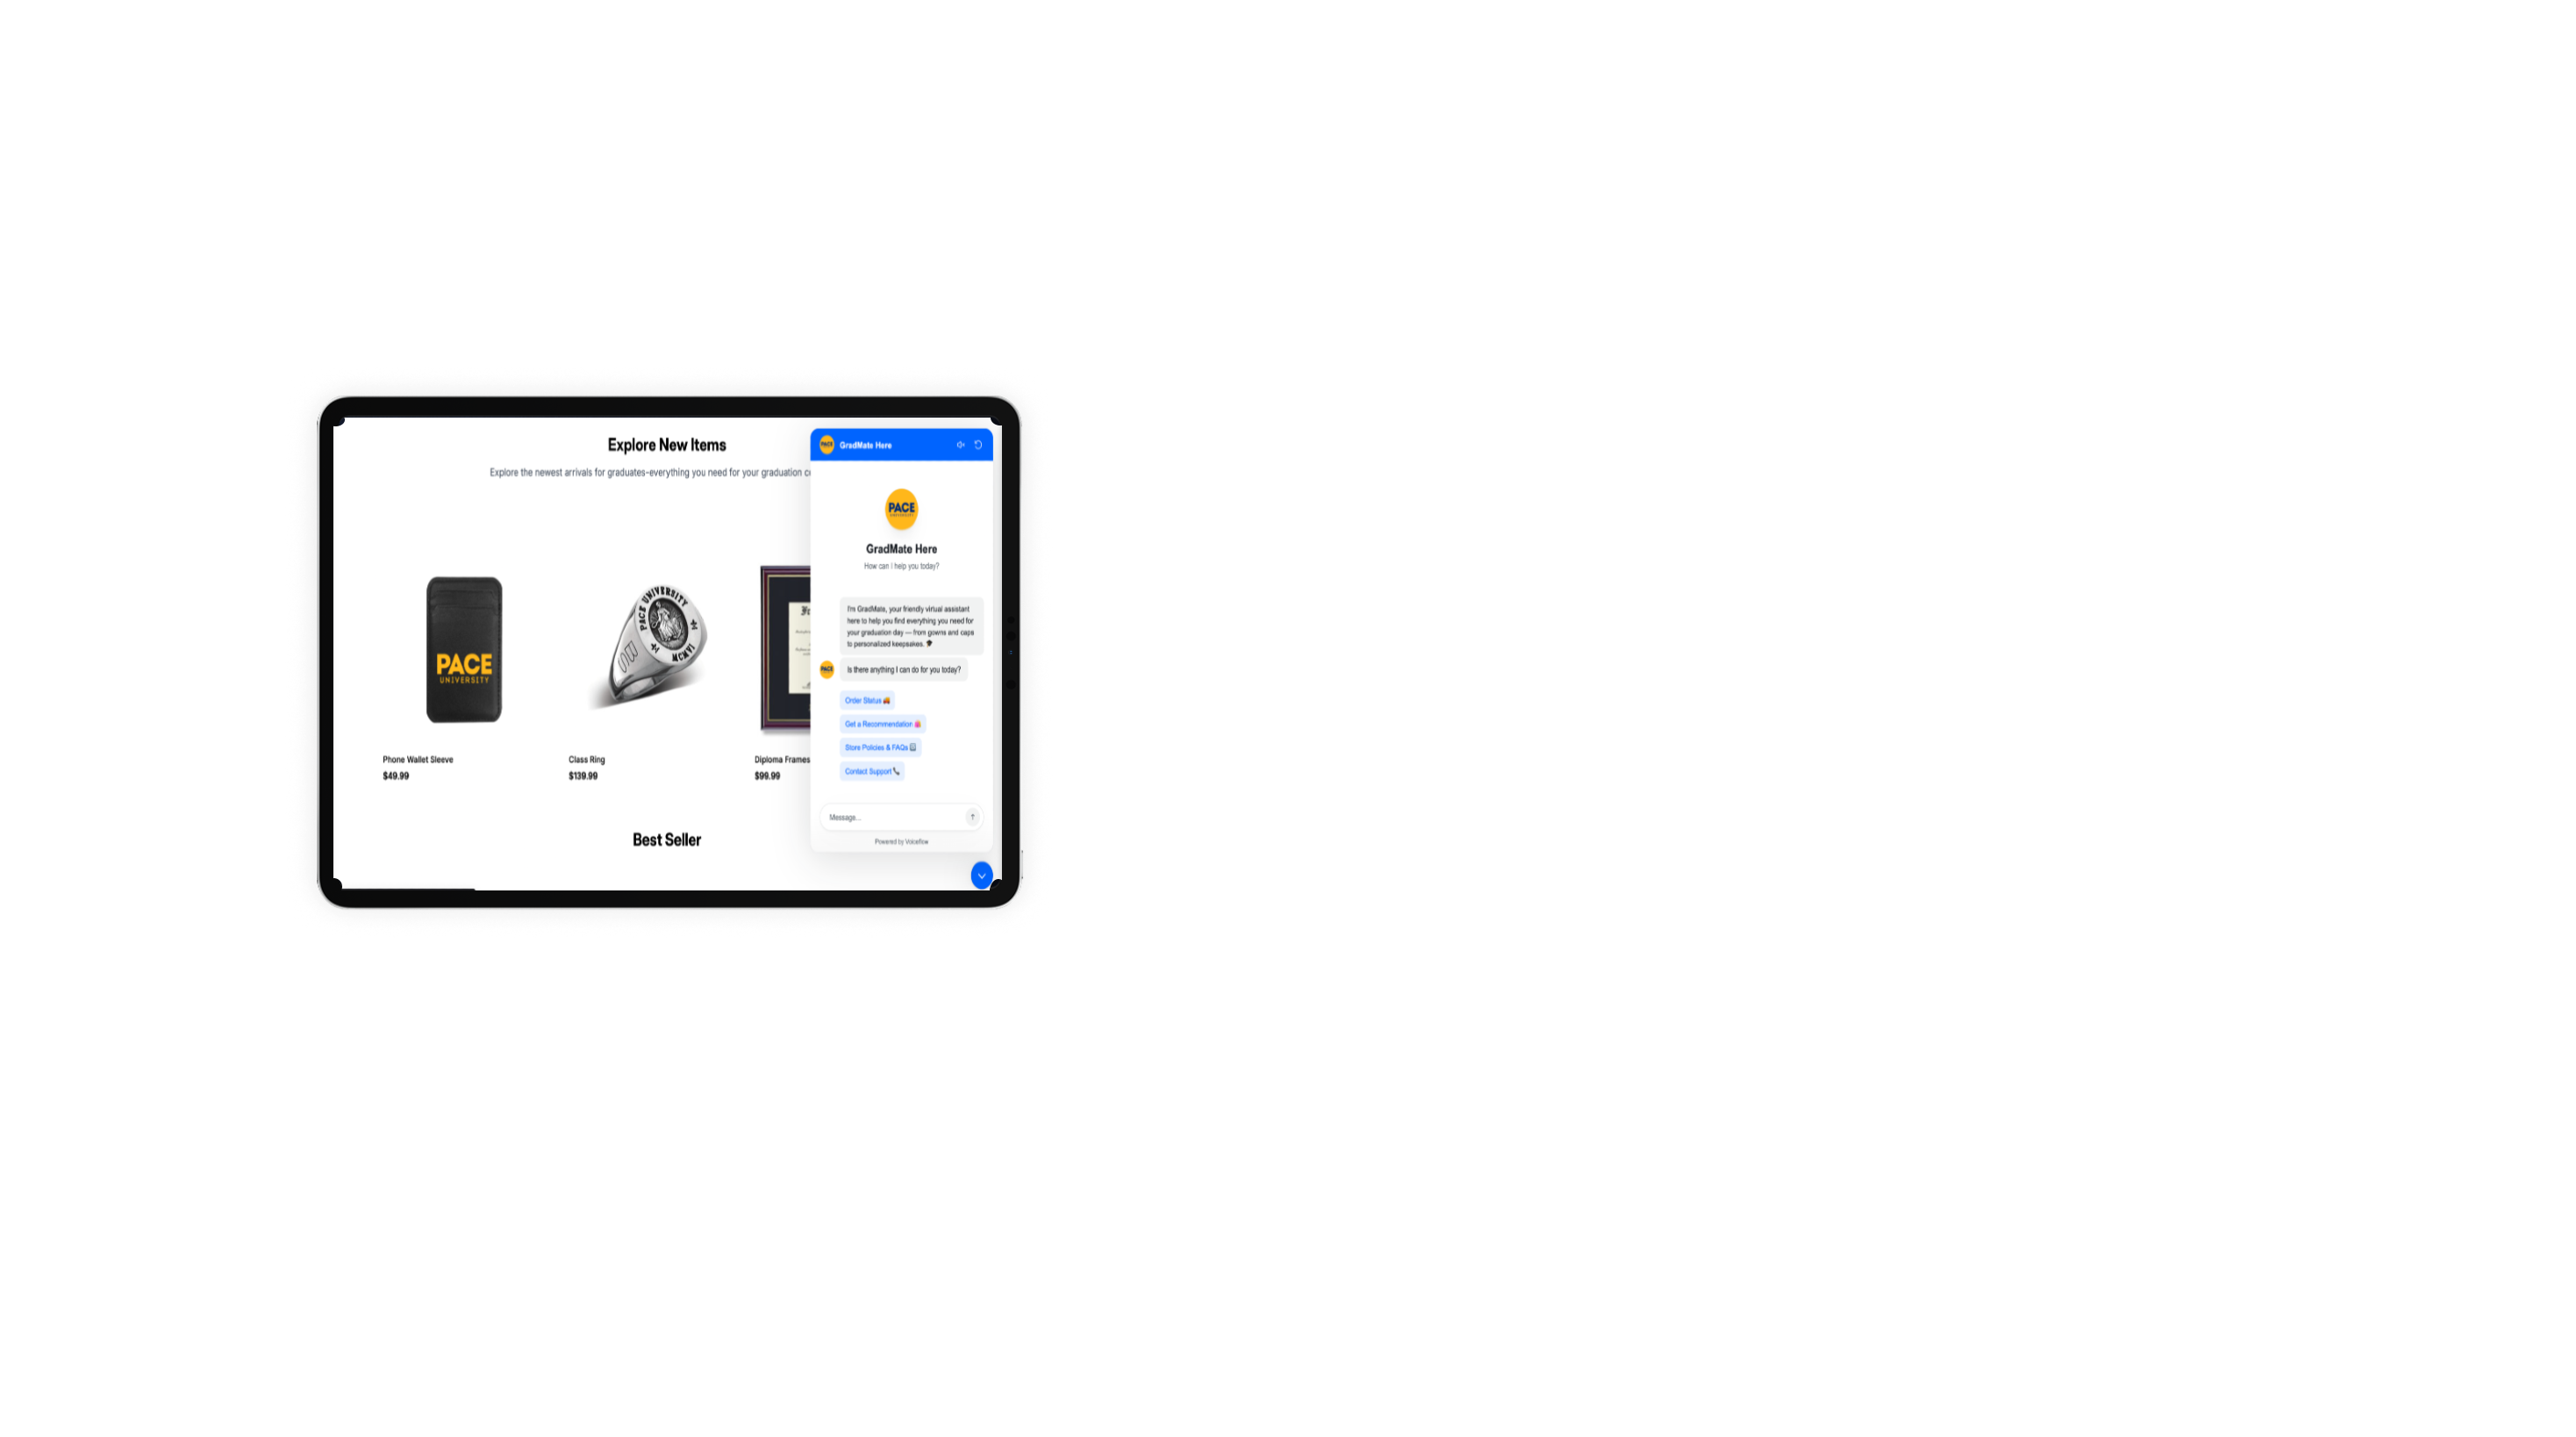 Explore New Items
Explore the newest arrivals for graduates-everything you need for your graduation
PACE
UNIVERSITY
Phone Wallet Sleeve
$49.99
PACE UNIVERSITY
MCMVI
Class Ring
$139.99
Diploma Frames
$99.99
Best Seller
PACE
GradMate Here
PACE
UNIVERSITY
GradMate Here
How can i help you today?
I'm GradMate, your friendly virtual assistant
here to help you find everything you need for
your graduation day — from gowns and caps
to personalized keepsakes. 🎓
PACE
Is there anything I can do for you today?
Order Status 🚚
Get a Recommendation
Store Policies & FAQs
Contact Support 📞
Message...
Powered by Voiceflow